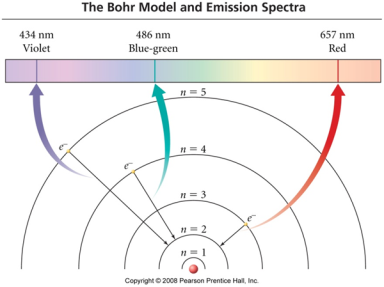 The Bohr Model and Emission Spectra
434 nm
Violet
486 nm
Blue-green
657 nm
Red
n = 5
e⁻
n = 4
e⁻
n = 3
e⁻
n = 2
n = 1
Copyright © 2008 Pearson Prentice Hall, Inc.